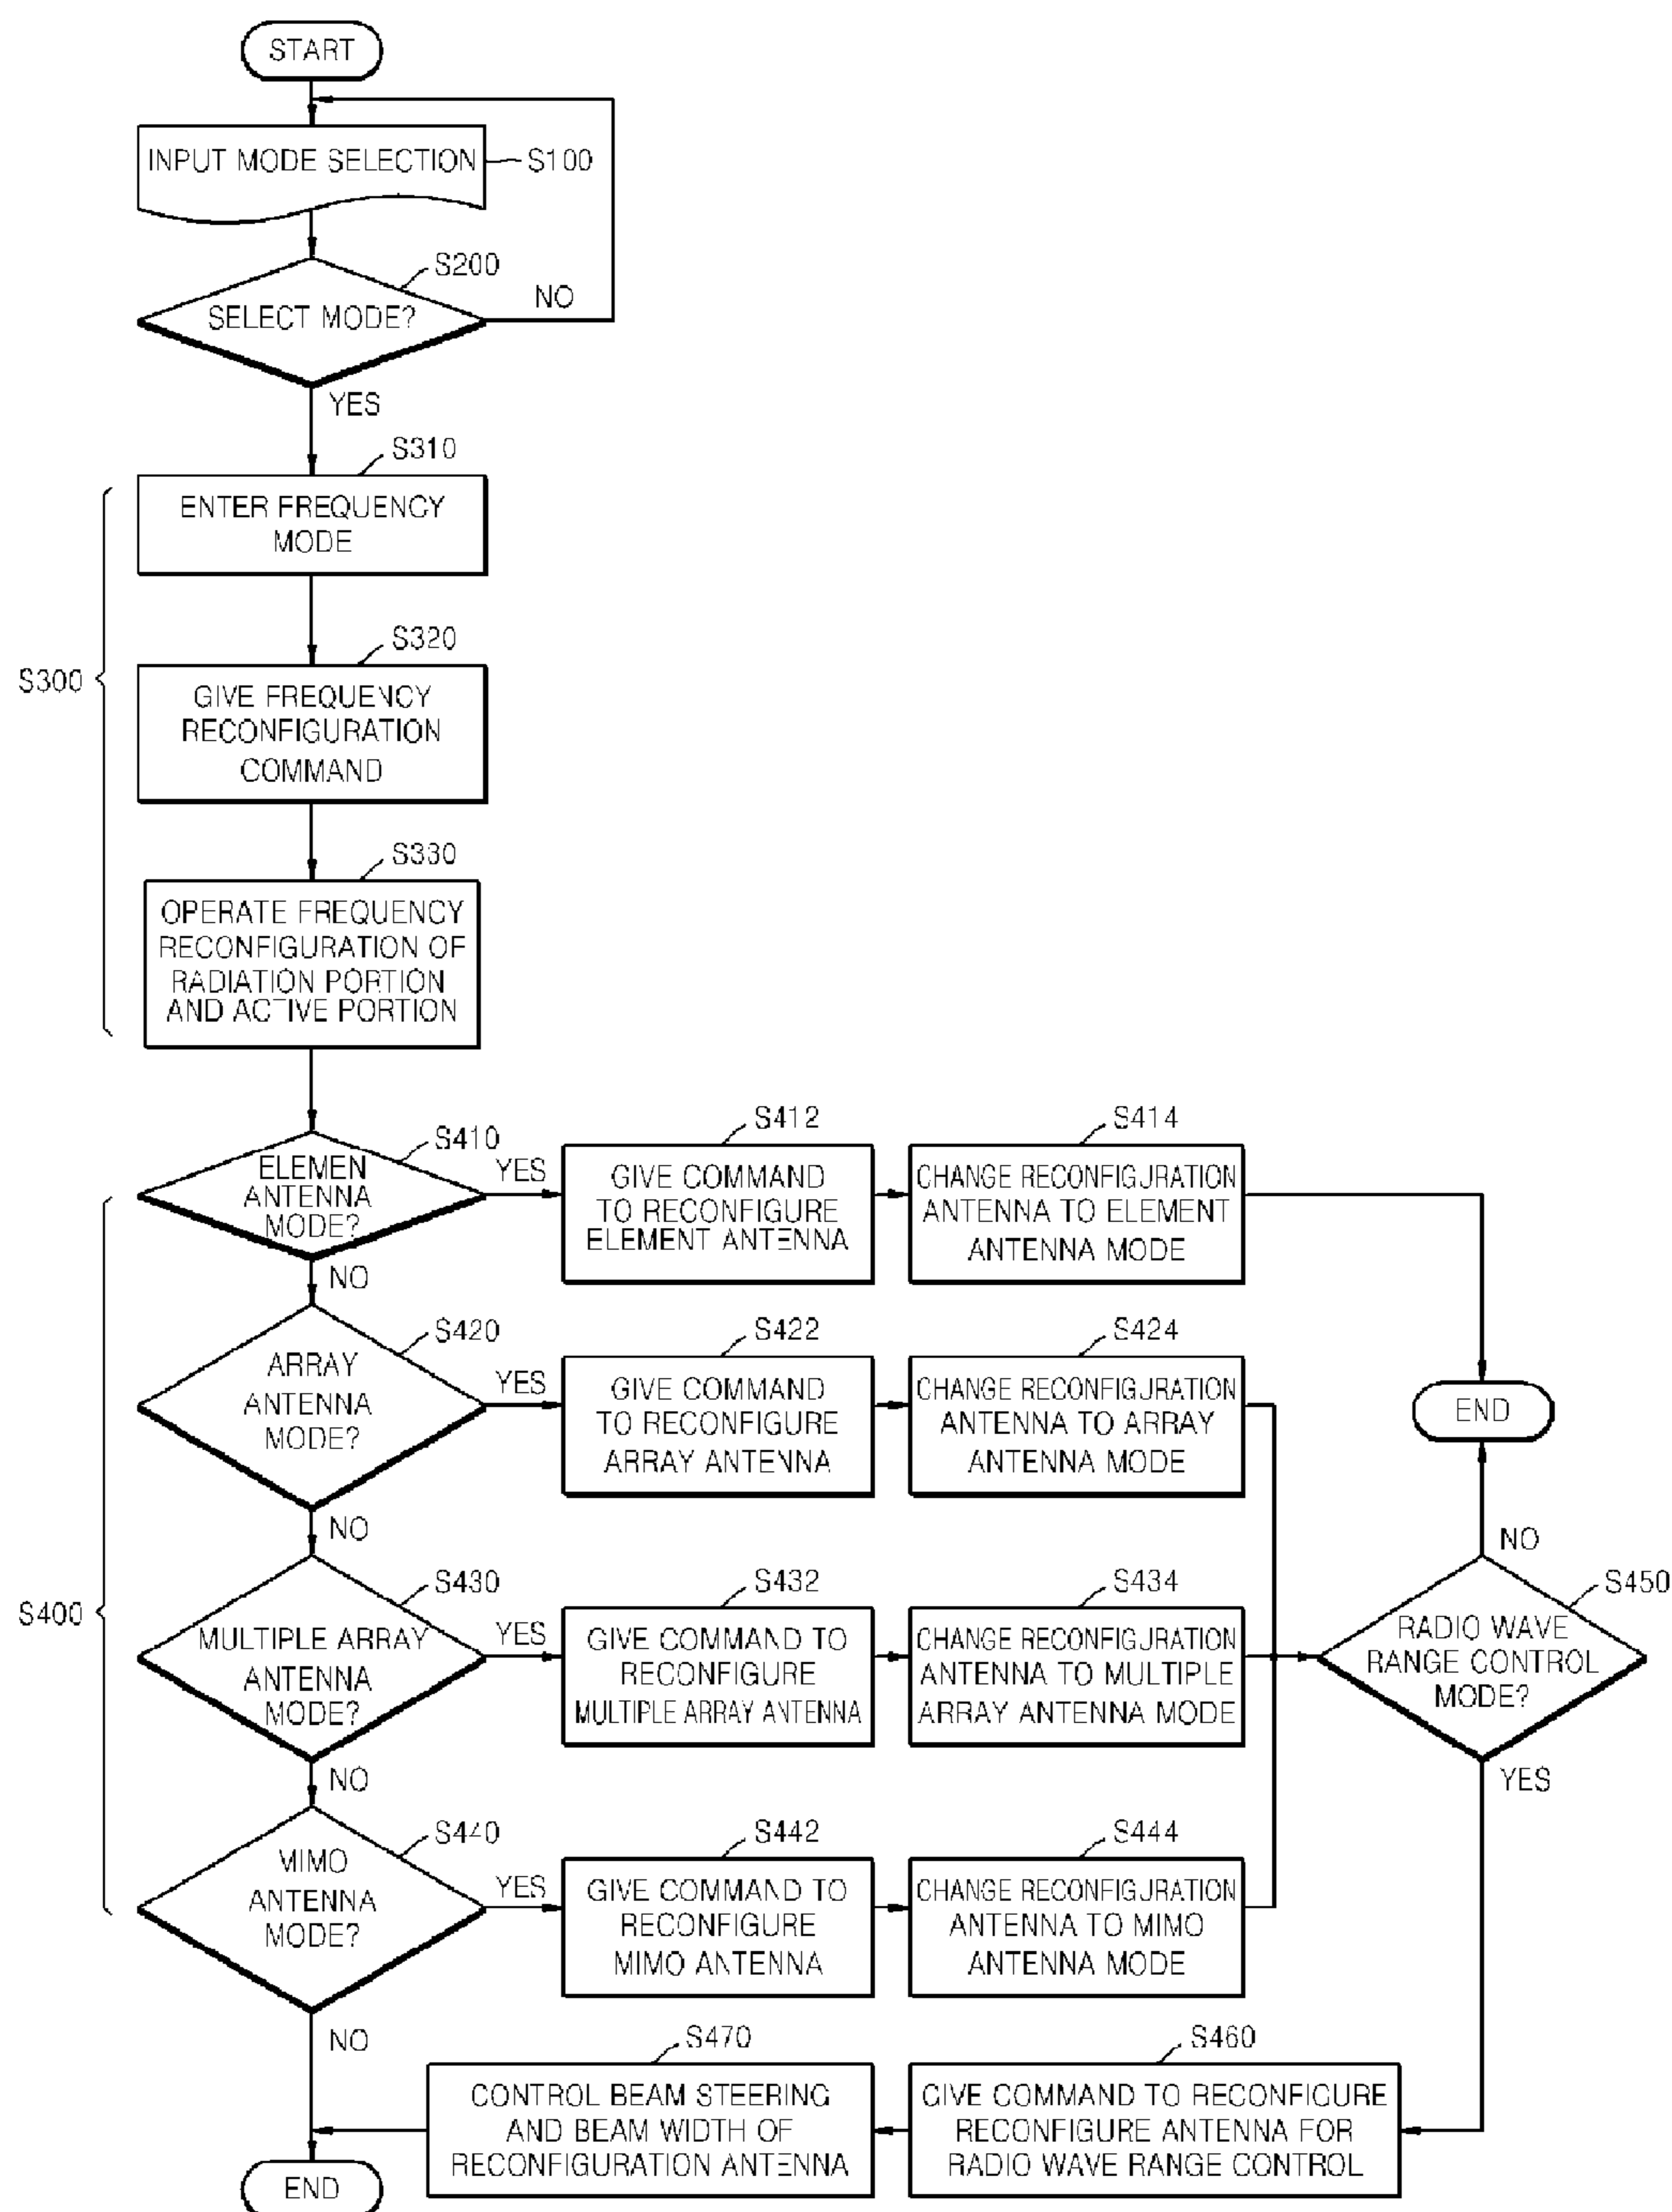 START
INPUT MODE SELECTION
S100
S200
SELECT MODE?
NO
YES
S310
ENTER FREQUENCY
MODE
S320
S300
GIVE FREQUENCY
RECONFIGURATION
COMMAND
S330
OPERATE FREQUENCY
RECONFIGURATION OF
RADIATION PORTION
AND ACTIVE PORTION
S410
ELEMEN
ANTENNA
MODE?
YES
S412
GIVE COMMAND
TO RECONFIGURE
ELEMENT ANTENNA
S414
CHANGE RECONFIGURATION
ANTENNA TO ELEMENT
ANTENNA MODE
NO
S420
ARRAY
ANTENNA
MODE?
YES
S422
GIVE COMMAND
TO RECONFIGURE
ARRAY ANTENNA
S424
CHANGE RECONFIGURATION
ANTENNA TO ARRAY
ANTENNA MODE
END
NO
NO
S400
S430
MULTIPLE ARRAY
ANTENNA
MODE?
YES
S432
GIVE COMMAND TO
RECONFIGURE
MULTIPLE ARRAY ANTENNA
S434
CHANGE RECONFIGURATION
ANTENNA TO MULTIPLE
ARRAY ANTENNA MODE
S450
RADIO WAVE
RANGE CONTROL
MODE?
NO
YES
S440
MIMO
ANTENNA
MODE?
YES
S442
GIVE COMMAND TO
RECONFIGURE
MIMO ANTENNA
S444
CHANGE RECONFIGURATION
ANTENNA TO MIMO
ANTENNA MODE
NO
S470
CONTROL BEAM STEERING
AND BEAM WIDTH OF
RECONFIGURATION ANTENNA
S460
GIVE COMMAND TO RECONFIGURE
RECONFIGURE ANTENNA FOR
RADIO WAVE RANGE CONTROL
END